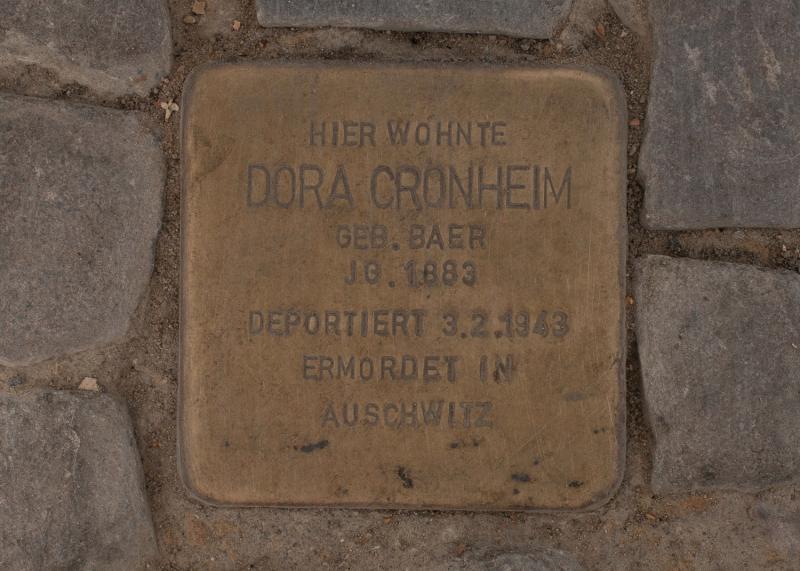 HIER WOHNTE
DORA CRONHEIM
GEB. BAER
JG. 1883
DEPORTIERT 3.2.1943
ERMORDET IN
AUSCHWITZ